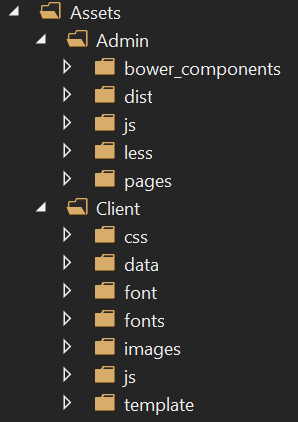 Assets
Admin
bower_components
dist
js
less
pages
Client
css
data
font
fonts
images
js
template